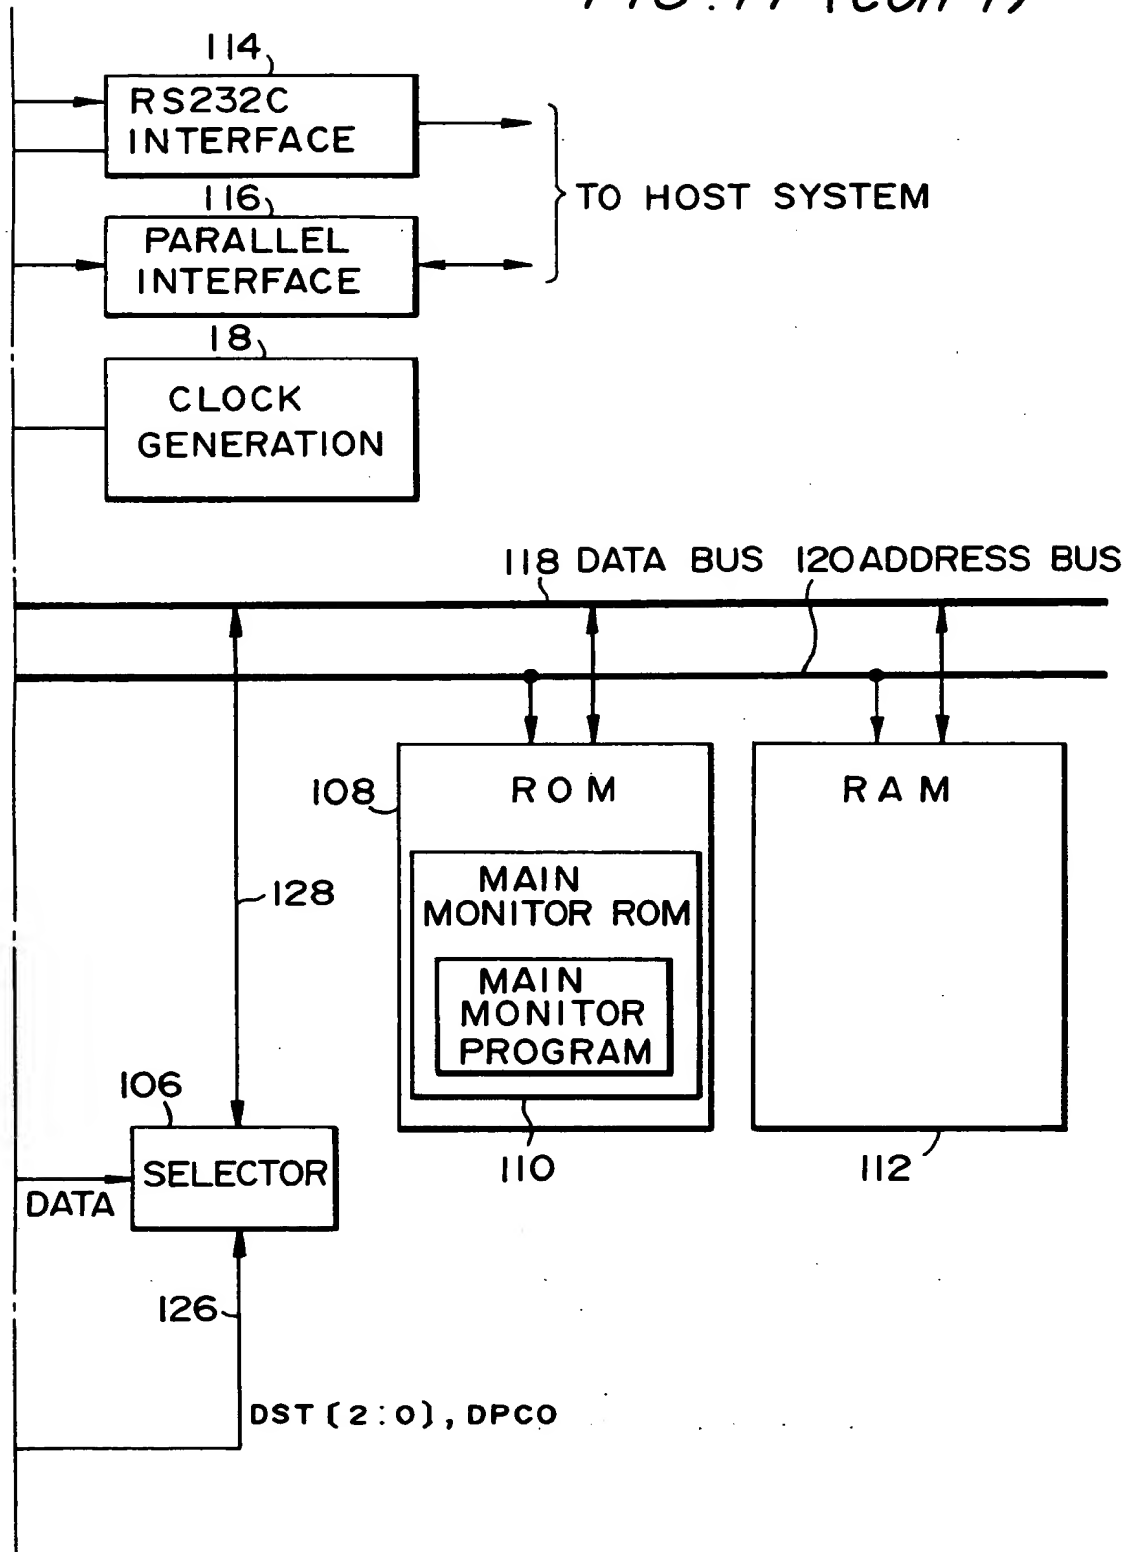 114
RS232C
INTERFACE
TO HOST SYSTEM
116
PARALLEL
INTERFACE
18
CLOCK
GENERATION
118 DATA BUS
120 ADDRESS BUS
108
ROM
RAM
MAIN
MONITOR ROM
128
MAIN
MONITOR
PROGRAM
106
SELECTOR
110
112
DATA
126
DST [2:0], DPCO